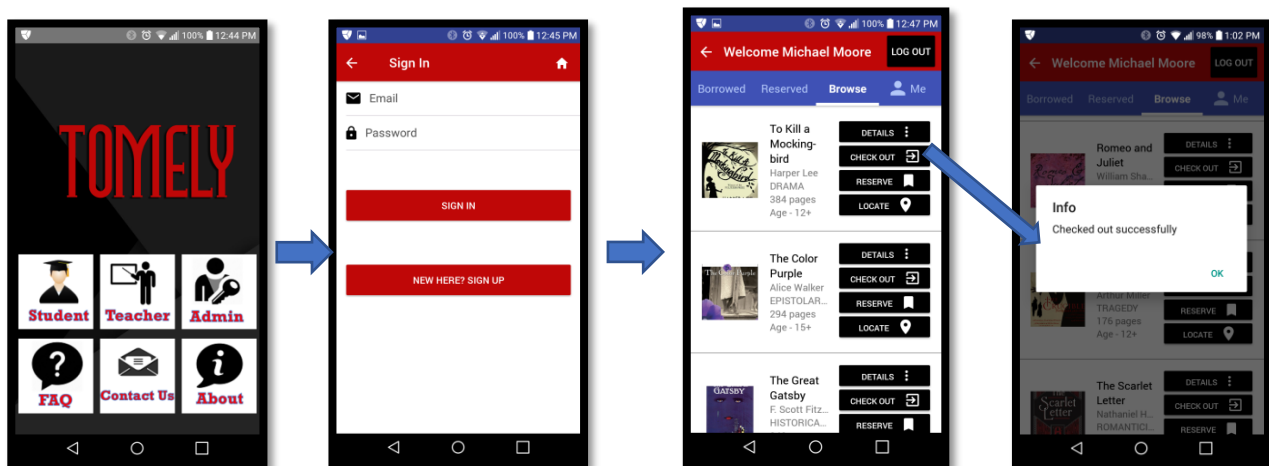 100% 12:44 PM
TOMELY
Student Teacher Admin
FAQ Contact Us About
100% 12:45 PM
Sign In
Email
Password
SIGN IN
NEW HERE? SIGN UP
100% 12:47 PM
Welcome Michael Moore LOG OUT
Borrowed Reserved Browse Me
To Kill a
Mocking-
bird
Harper Lee
DRAMA
384 pages
Age - 12+
DETAILS
CHECK OUT
RESERVE
LOCATE
The Color
Purple
Alice Walker
EPISTOLAR...
294 pages
Age - 15+
DETAILS
CHECK OUT
RESERVE
LOCATE
GATSBY
The Great
Gatsby
F. Scott Fitz...
HISTORICA...
DETAILS
CHECK OUT
RESERVE
98% 1:02 PM
Welcome Michael Moore LOG OUT
Borrowed Reserved Browse Me
Romeo and
Juliet
William Sha...
DETAILS
CHECK OUT
Info
Checked out successfully
OK
Arthur Miller
TRAGEDY
176 pages
Age - 12+
RESERVE
LOCATE
Scarlet
Letter
The Scarlet
Letter
Nathaniel H...
ROMANTICI...
DETAILS
CHECK OUT
RESERVE